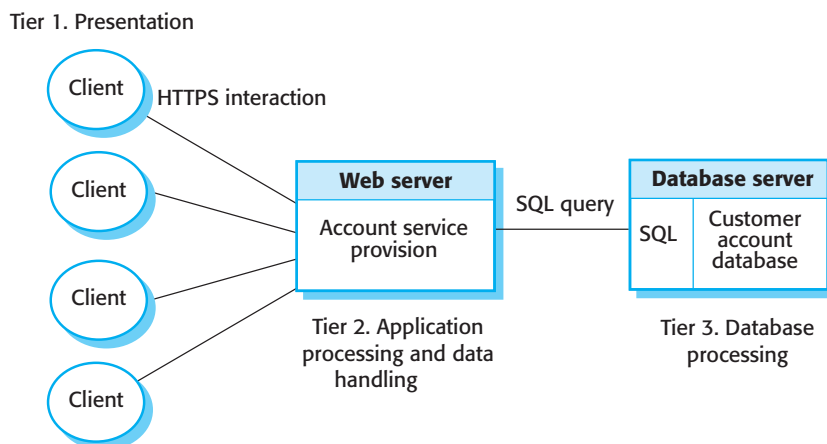 Tier 1. Presentation
Client
HTTPS interaction
Client
Client
Client
Web server
Account service
provision
Tier 2. Application
processing and data
handling
SQL query
Database server
SQL
Customer
account
database
Tier 3. Database
processing